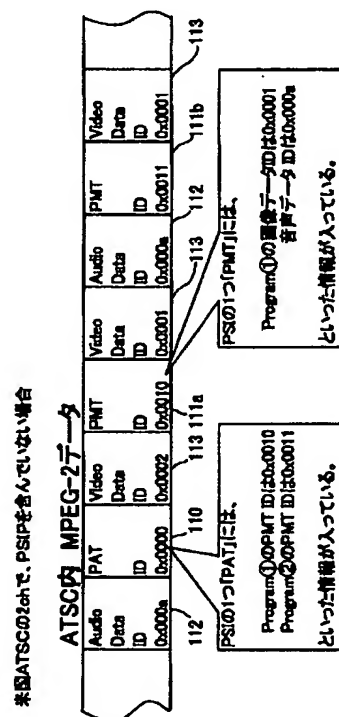 米国ATSCの2chで、PSIPを含んでいない場合
ATSC内 MPEG-2データ
Audio
Data
ID
0x000a
PAT
ID
0x0000
Video
Data
ID
0x0002
PMT
ID
0x0010
Video
Data
ID
0x0001
Audio
Data
ID
0x000a
PMT
ID
0x0011
Video
Data
ID
0x0001
112
110
113
111a
113
112
111b
113
PSIの1つ「PAT」には、
Program①のPMT IDは0x0010
Program②のPMT IDは0x0011
といった情報が入っている。
PSIの1つ「PMT」には、
Program①の画像データIDは0x0001
音声データ IDは0x000a
といった情報が入っている。